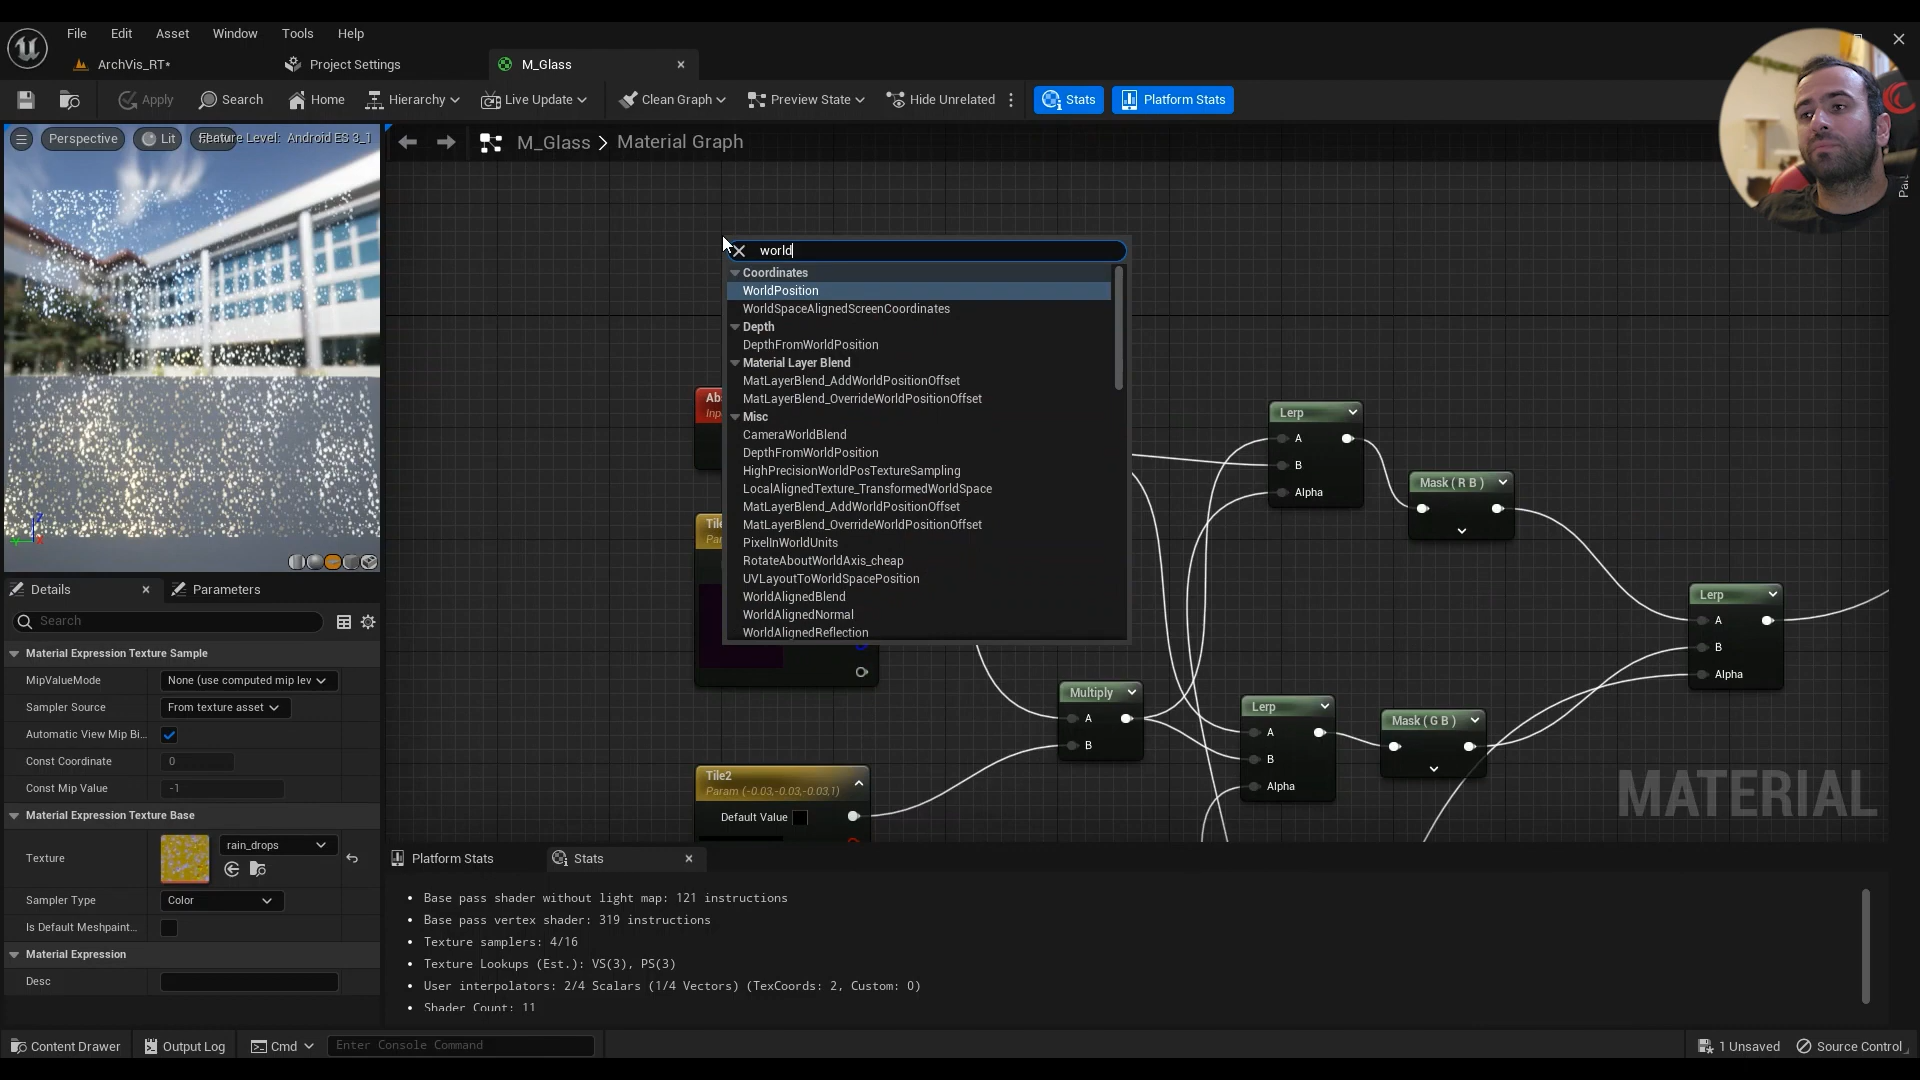 File Edit Asset Window Tools Help
ArchVis_RT*
Project Settings
M_Glass
Apply Search Home Hierarchy Live Update Clean Graph Preview State Hide Unrelated Stats Platform Stats
Perspective Lit
Feature Level: Android ES 3_1
M_Glass > Material Graph
world
Coordinates
WorldPosition
WorldSpaceAlignedScreenCoordinates
Depth
DepthFromWorldPosition
Material Layer Blend
MatLayerBlend_AddWorldPositionOffset
MatLayerBlend_OverrideWorldPositionOffset
Misc
CameraWorldBlend
DepthFromWorldPosition
HighPrecisionWorldPosTextureSampling
LocalAlignedTexture_TransformedWorldSpace
MatLayerBlend_AddWorldPositionOffset
MatLayerBlend_OverrideWorldPositionOffset
PixelInWorldUnits
RotateAboutWorldAxis_cheap
UVLayoutToWorldSpacePosition
WorldAlignedBlend
WorldAlignedNormal
WorldAlignedReflection
Abs
Inp
Tile
Par
Lerp
A
B
Alpha
Mask ( R B )
Lerp
A
B
Alpha
Multiply
A
B
Lerp
A
B
Alpha
Mask ( G B )
Tile2
Param (-0.03,-0.03,-0.03,1)
Default Value
MATERIAL
Details
Parameters
Search
Material Expression Texture Sample
MipValueMode None (use computed mip lev
Sampler Source From texture asset
Automatic View Mip Bi...
Const Coordinate 0
Const Mip Value -1
Material Expression Texture Base
Texture rain_drops
Sampler Type Color
Is Default Meshpaint...
Material Expression
Desc
Platform Stats
Stats
• Base pass shader without light map: 121 instructions
• Base pass vertex shader: 319 instructions
• Texture samplers: 4/16
• Texture Lookups (Est.): VS(3), PS(3)
• User interpolators: 2/4 Scalars (1/4 Vectors) (TexCoords: 2, Custom: 0)
• Shader Count: 11
Content Drawer Output Log Cmd Enter Console Command 1 Unsaved Source Control